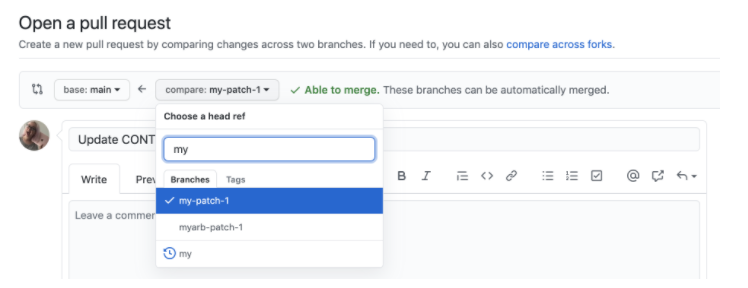 Open a pull request
Create a new pull request by comparing changes across two branches. If you need to, you can also compare across forks.
base: main
compare: my-patch-1
Able to merge. These branches can be automatically merged.
Choose a head ref
Update CONT
my
Write
Prev
Branches
Tags
B I
@
my-patch-1
Leave a commen
myarb-patch-1
my